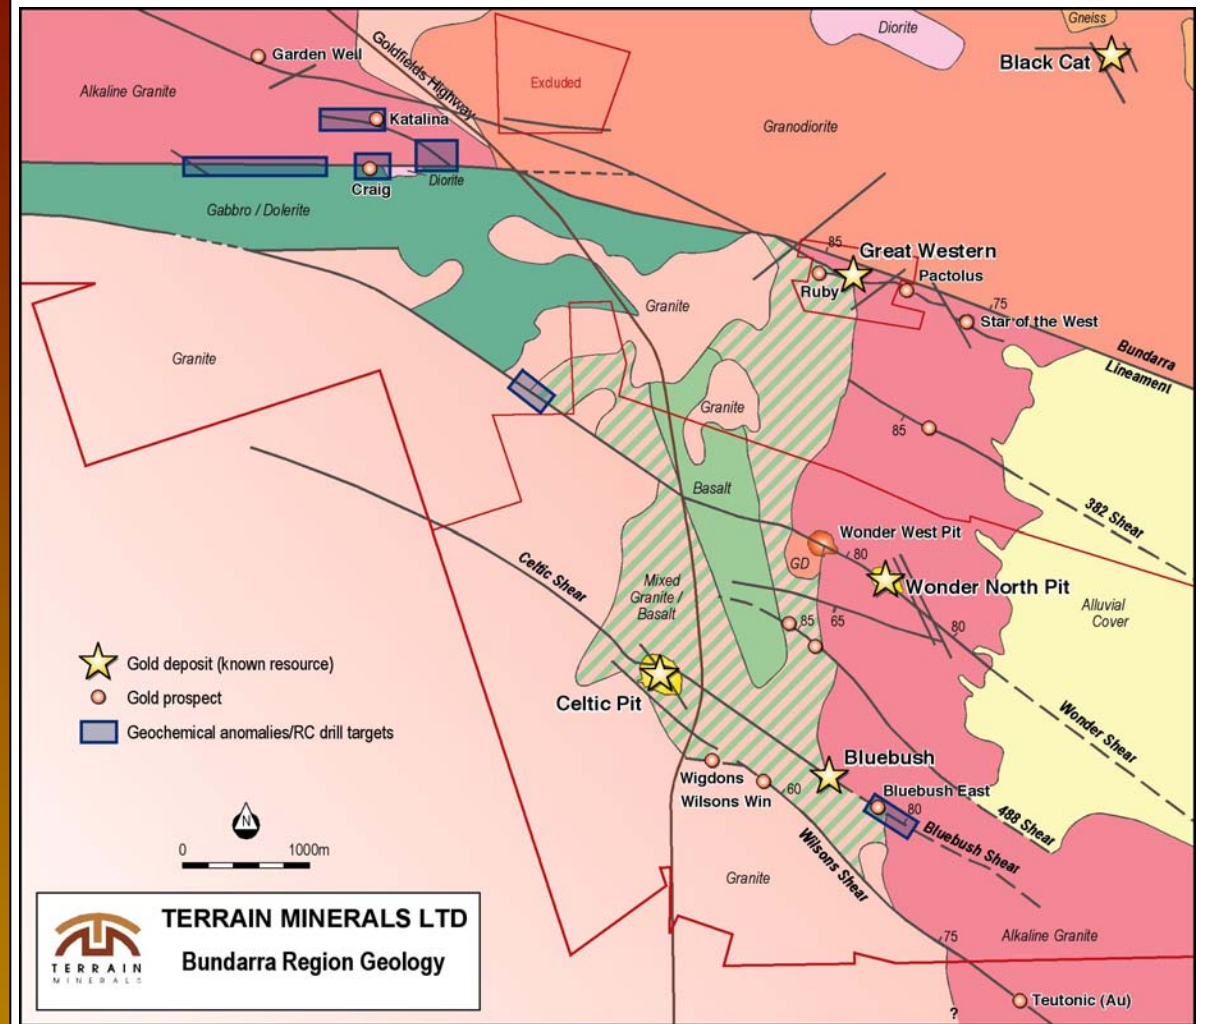 Gneiss
Diorite
Black Cat
Garden Well
Goldfields Highway
Excluded
Alkaline Granite
Katalina
Granodiorite
Diorite
Craig
Gabbro / Dolerite
85
Great Western
Pactolus
Ruby
75
Star of the West
Granite
Bundarra
Lineament
Granite
Granite
85
Basalt
382 Shear
Wonder West Pit
80
GD
Celtic Shear
Mixed
Granite /
Basalt
Wonder North Pit
Alluvial
Cover
85
65
80
Gold deposit (known resource)
Gold prospect
Geochemical anomalies/RC drill targets
Celtic Pit
Wonder Shear
Bluebush
Wigdons
Wilsons Win
60
Bluebush East
80
488 Shear
Bluebush Shear
Wilsons Shear
N
0
1000m
Granite
75
Alkaline Granite
Teutonic (Au)
?
TERRAIN MINERALS LTD
Bundarra Region Geology
TERRAIN
MINERALS